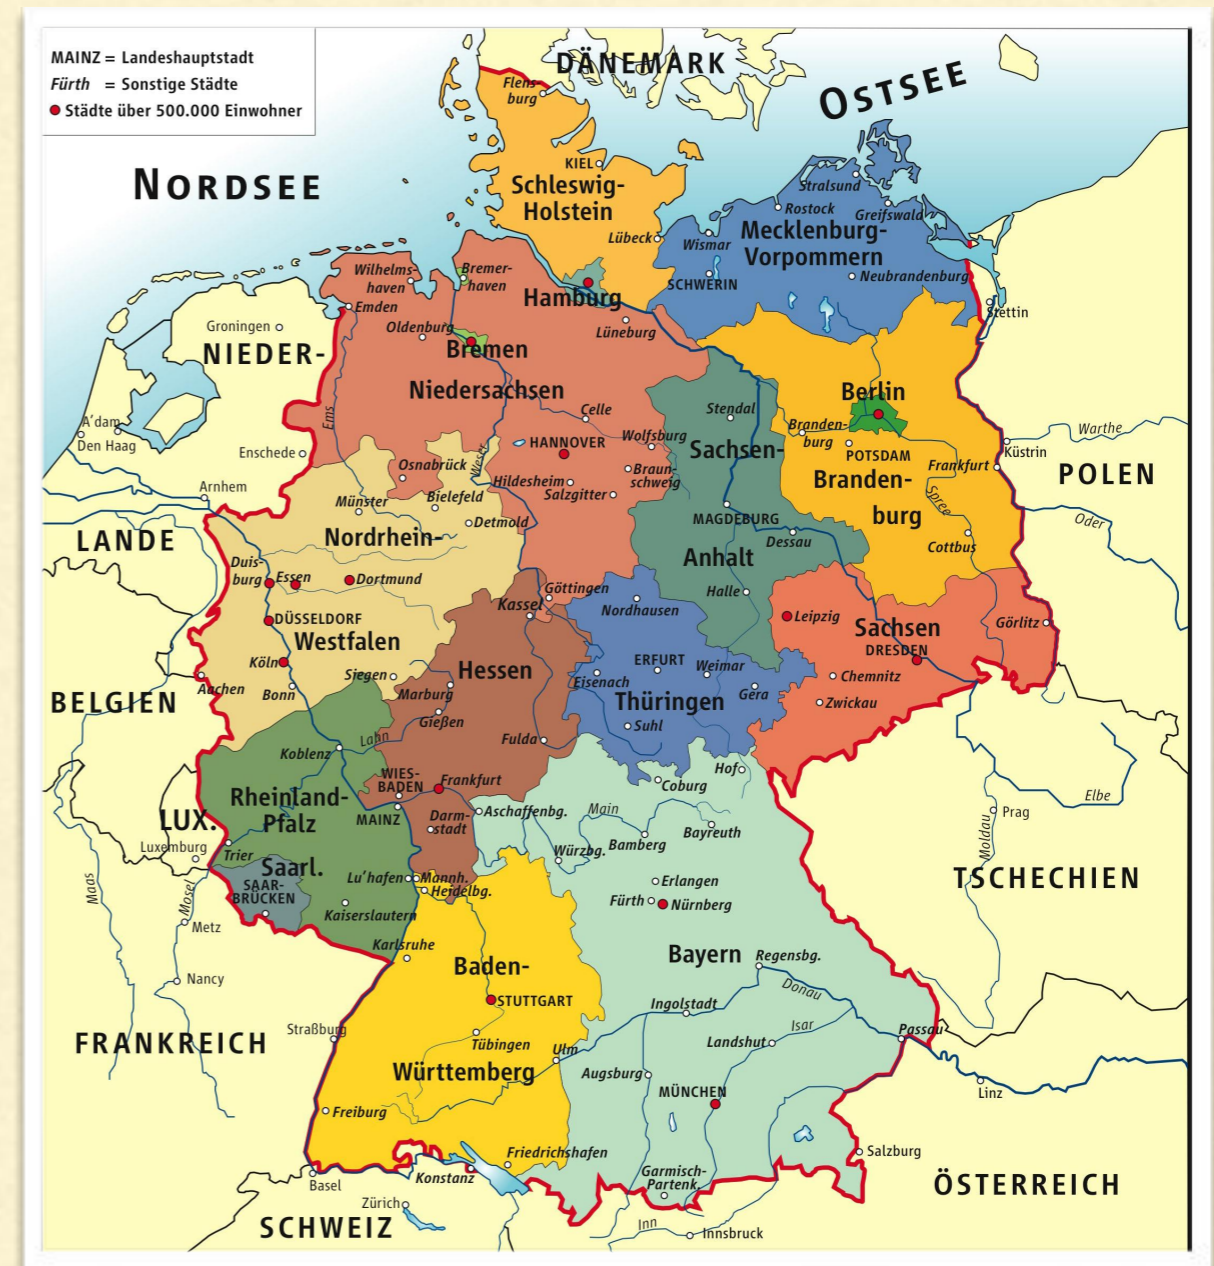 MAINZ = Landeshauptstadt
Fürth = Sonstige Städte
Städte über 500.000 Einwohner
DÄNEMARK
OSTSEE
NORDSEE
Flens-
burg
KIEL
Schleswig-
Holstein
Lübeck
Stralsund
Rostock
Greifswald
Wismar
Mecklenburg-
Vorpommern
SCHWERIN
Neubrandenburg
Stettin
Wilhelms-
haven
Bremer-
haven
Hamburg
Emden
Oldenburg
Lüneburg
Bremen
Groningen
NIEDER-
Niedersachsen
Berlin
A'dam
Den Haag
Ems
Celle
Stendal
Branden-
burg
Warthe
Enschede
HANNOVER
Wolfsburg
Sachsen-
POTSDAM
Küstrin
Osnabrück
Weser
Braun-
schweig
Frankfurt
POLEN
Arnhem
Münster
Bielefeld
Hildesheim
Salzgitter
Branden-
burg
Spree
Detmold
MAGDEBURG
Oder
LANDE
Nordrhein-
Dessau
Cottbus
Duis-
burg
Essen
Dortmund
Anhalt
Göttingen
Halle
Kassel
Nordhausen
Leipzig
DÜSSELDORF
Westfalen
Sachsen
Görlitz
DRESDEN
Köln
Hessen
ERFURT
Weimar
BELGIEN
Aachen
Bonn
Siegen
Marburg
Eisenach
Thüringen
Gera
Chemnitz
Zwickau
Gießen
Suhl
Koblenz
Lahn
Fulda
Hof
WIES-
BADEN
Frankfurt
Coburg
Elbe
Rheinland-
Pfalz
MAINZ
Darm-
stadt
Aschaffenbg.
Main
Bayreuth
Prag
LUX.
Luxemburg
Trier
Bamberg
Moldau
Würzbg.
Saarl.
SAAR-
BRÜCKEN
Lu'hafen
Mannh.
Heidelbg.
Erlangen
TSCHECHIEN
Maas
Mosel
Kaiserslautern
Fürth
Nürnberg
Metz
Karlsruhe
Baden-
Bayern
Regensbg.
Nancy
STUTTGART
Ingolstadt
Donau
Straßburg
FRANKREICH
Tübingen
Ulm
Landshut
Isar
Passau
Württemberg
Augsburg
MÜNCHEN
Linz
Freiburg
Friedrichshafen
Salzburg
Basel
Konstanz
Garmisch-
Partenk.
ÖSTERREICH
Zürich
SCHWEIZ
Inn
Innsbruck